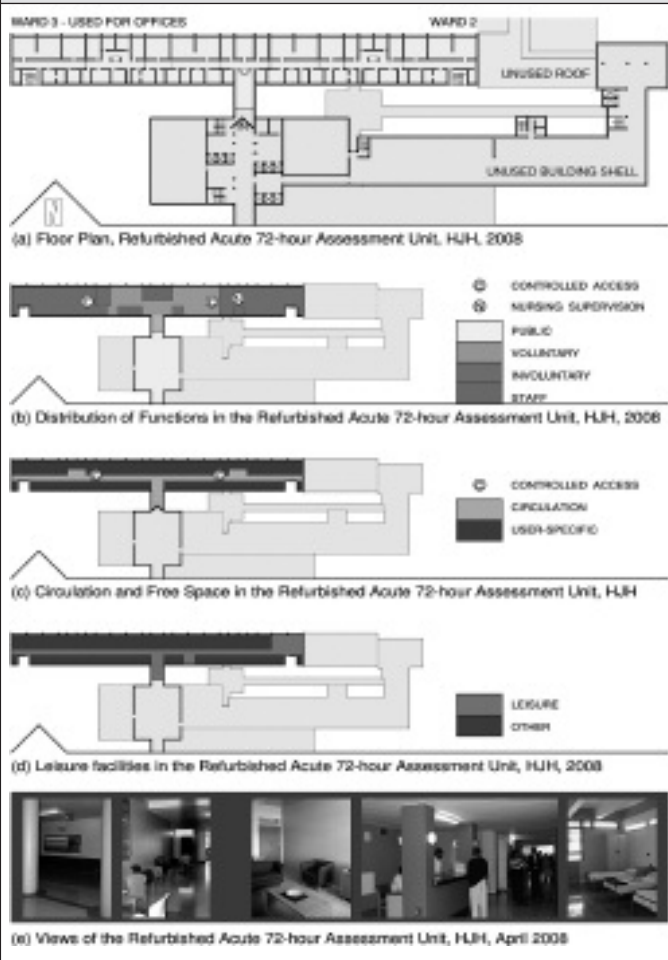 WARD 3 - USED FOR OFFICES
WARD 2
UNUSED ROOF
UNUSED BUILDING SHELL
N
(a) Floor Plan, Refurbished Acute 72-hour Assessment Unit, HJH, 2008
C CONTROLLED ACCESS
N NURSING SUPERVISION
PUBLIC
VOLUNTARY
INVOLUNTARY
STAFF
(b) Distribution of Functions in the Refurbished Acute 72-hour Assessment Unit, HJH, 2008
C CONTROLLED ACCESS
CIRCULATION
USER-SPECIFIC
(c) Circulation and Free Space in the Refurbished Acute 72-hour Assessment Unit, HJH
LEISURE
OTHER
(d) Leisure facilities in the Refurbished Acute 72-hour Assessment Unit, HJH, 2008
(e) Views of the Refurbished Acute 72-hour Assessment Unit, HJH, April 2008